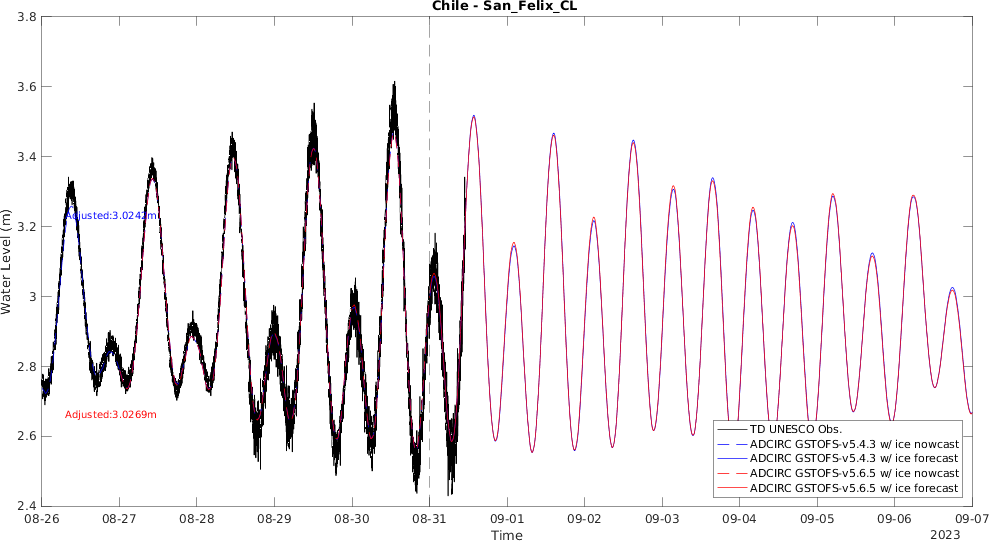 Chile - San_Felix_CL
3.8
3.6
3.4
3.2
3
2.8
2.6
2.4
Water Level (m)
Adjusted:3.0242m
Adjusted:3.0269m
TD UNESCO Obs.
ADCIRC GSTOFS-v5.4.3 w/ ice nowcast
ADCIRC GSTOFS-v5.4.3 w/ ice forecast
ADCIRC GSTOFS-v5.6.5 w/ ice nowcast
ADCIRC GSTOFS-v5.6.5 w/ ice forecast
08-26 08-27 08-28 08-29 08-30 08-31 09-01 09-02 09-03 09-04 09-05 09-06 09-07
Time
2023